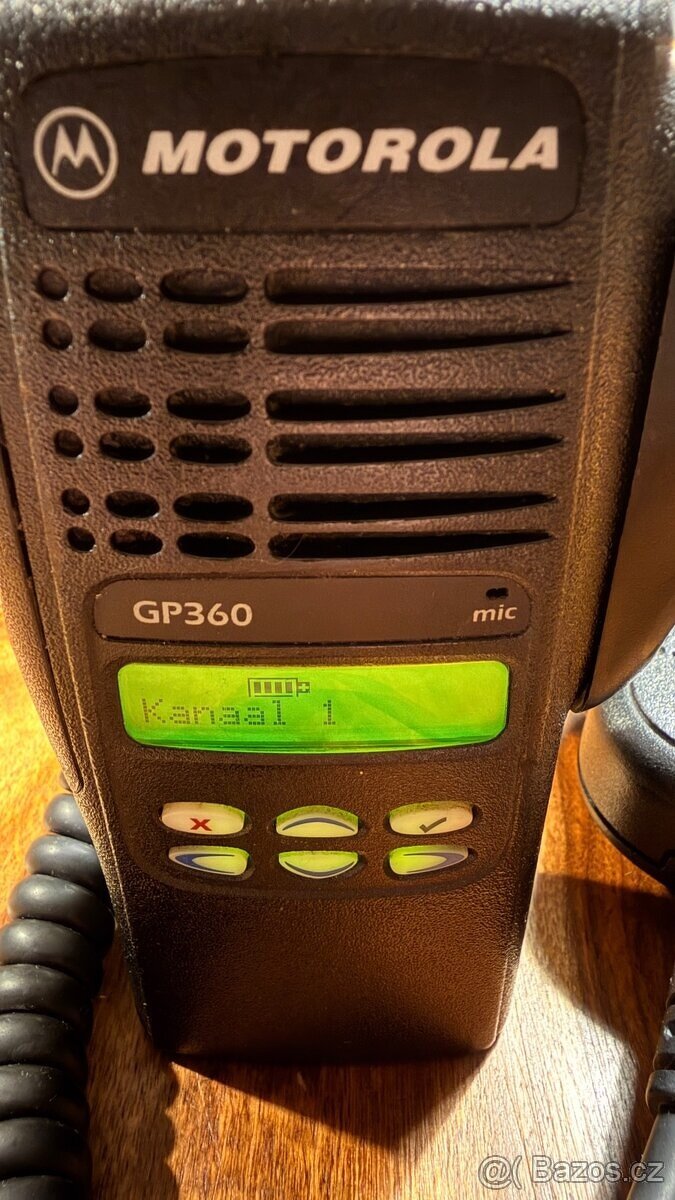 MOTOROLA
GP360
mic
Kanaal 1
@( Bazos.cz